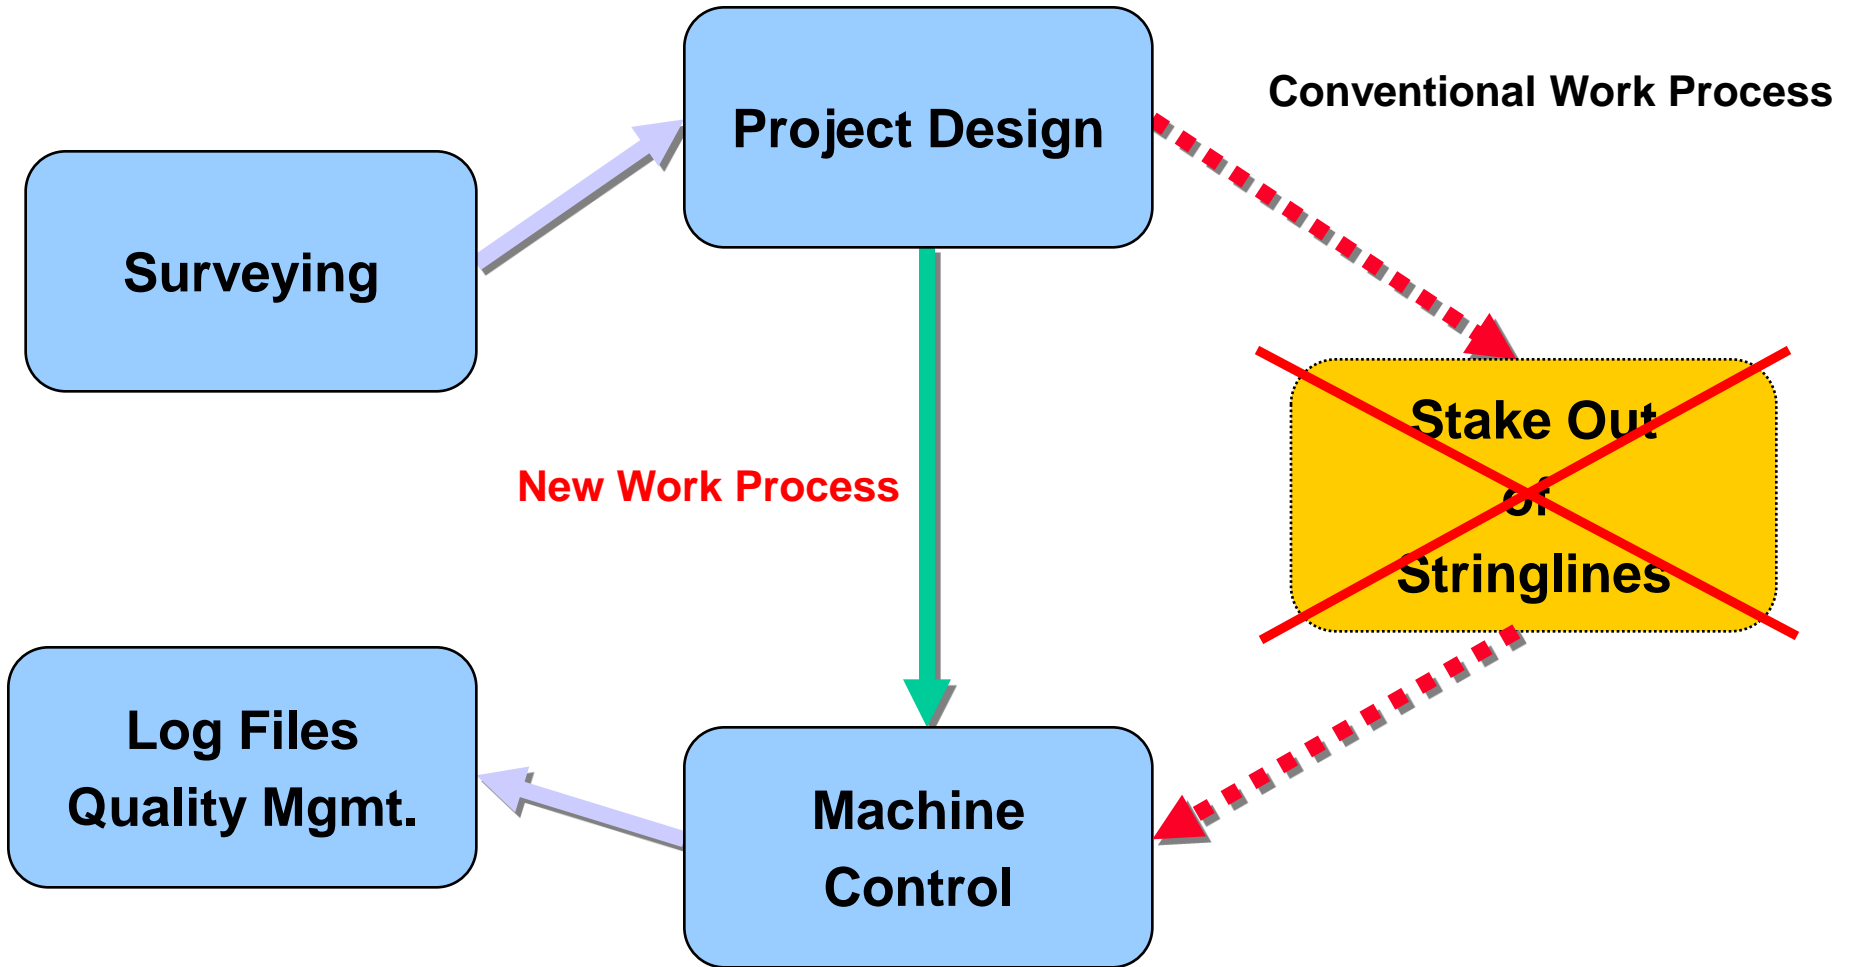 Project Design
Conventional Work Process
Surveying
Stake Out
of
Stringlines
New Work Process
Log Files
Quality Mgmt.
Machine
Control